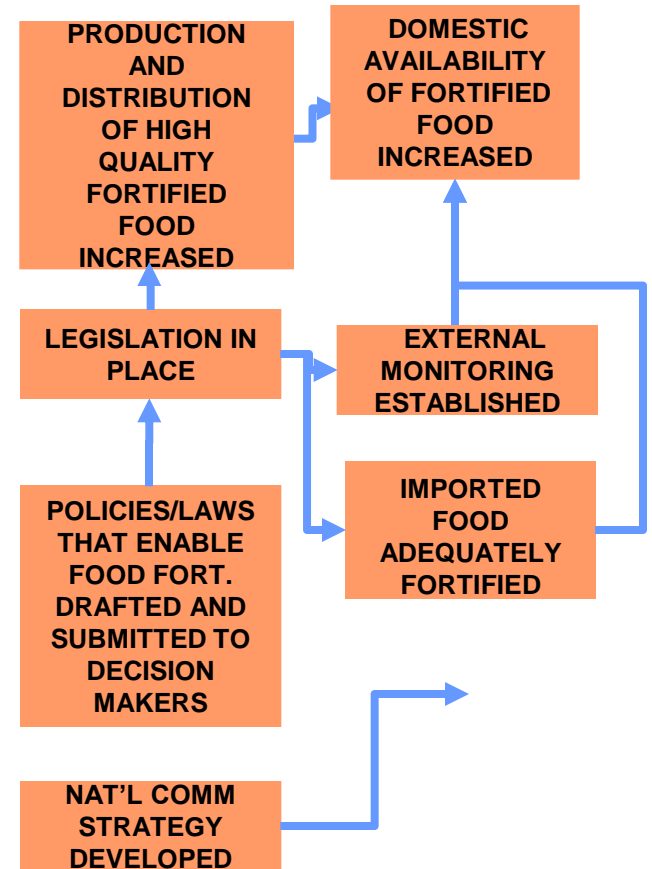 PRODUCTION
AND
DISTRIBUTION
OF HIGH
QUALITY
FORTIFIED
FOOD
INCREASED
DOMESTIC
AVAILABILITY
OF FORTIFIED
FOOD
INCREASED
LEGISLATION IN
PLACE
EXTERNAL
MONITORING
ESTABLISHED
POLICIES/LAWS
THAT ENABLE
FOOD FORT.
DRAFTED AND
SUBMITTED TO
DECISION
MAKERS
IMPORTED
FOOD
ADEQUATELY
FORTIFIED
NAT’L COMM
STRATEGY
DEVELOPED